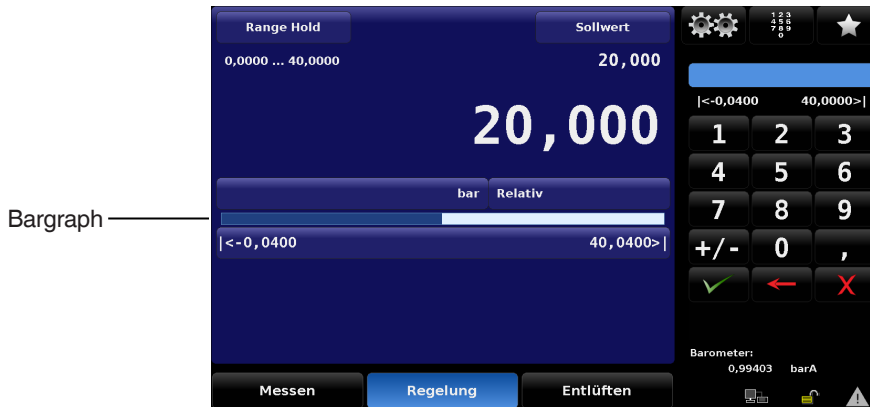 Range Hold
Sollwert
0,0000 ... 40,0000
20,000
20,000
bar Relativ
Bargraph
|<-0,0400 40,0400>|
Messen
Regelung
Entlüften
1 2 3
4 5 6
7 8 9
0
|<-0,0400 40,0000>|
1 2 3
4 5 6
7 8 9
+/- 0 ,
X
Barometer:
0,99403 barA